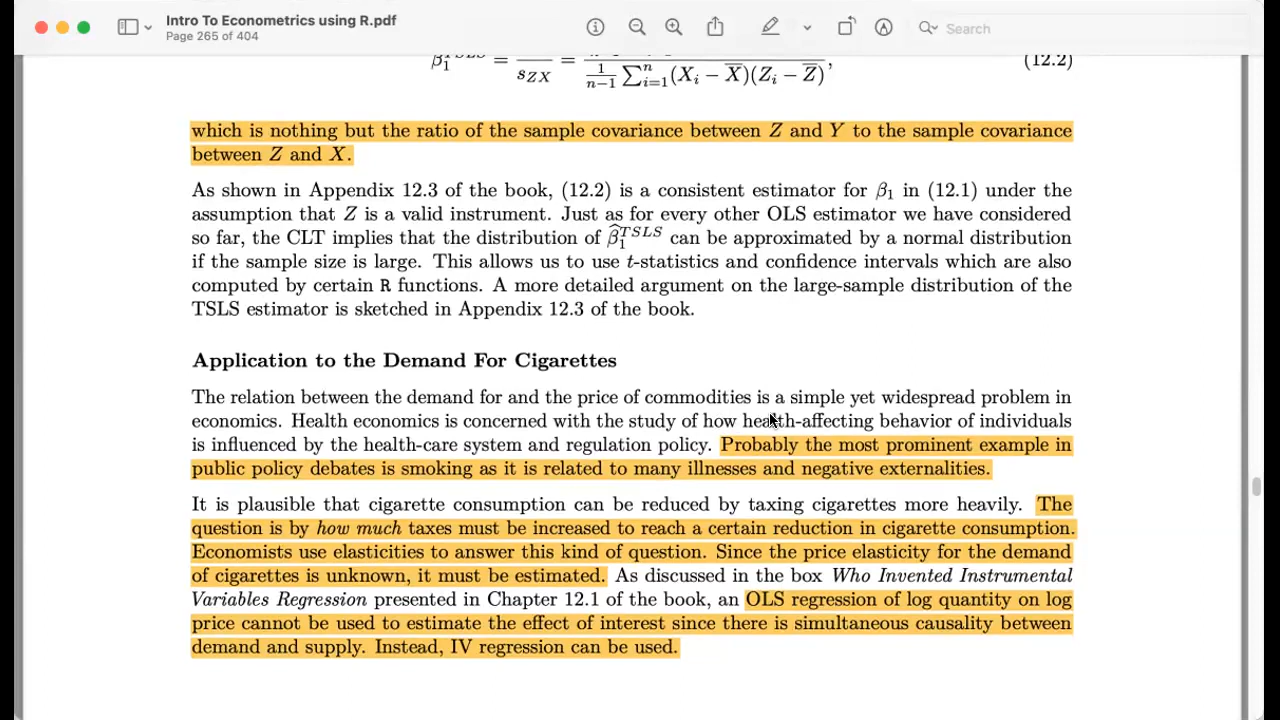 Intro To Econometrics using R.pdf
Page 265 of 404
Search
s_{ZX} = \frac{1}{n-1} \sum_{i=1}^{n} (X_i − \overline{X})(Z_i − \overline{Z}), (12.2)
which is nothing but the ratio of the sample covariance between Z and Y to the sample covariance
between Z and X.
As shown in Appendix 12.3 of the book, (12.2) is a consistent estimator for β₁ in (12.1) under the
assumption that Z is a valid instrument. Just as for every other OLS estimator we have considered
so far, the CLT implies that the distribution of \widehat{β}_1^{TSLS} can be approximated by a normal distribution
if the sample size is large. This allows us to use t-statistics and confidence intervals which are also
computed by certain R functions. A more detailed argument on the large-sample distribution of the
TSLS estimator is sketched in Appendix 12.3 of the book.
Application to the Demand For Cigarettes
The relation between the demand for and the price of commodities is a simple yet widespread problem in
economics. Health economics is concerned with the study of how health-affecting behavior of individuals
is influenced by the health-care system and regulation policy. Probably the most prominent example in
public policy debates is smoking as it is related to many illnesses and negative externalities.
It is plausible that cigarette consumption can be reduced by taxing cigarettes more heavily. The
question is by how much taxes must be increased to reach a certain reduction in cigarette consumption.
Economists use elasticities to answer this kind of question. Since the price elasticity for the demand
of cigarettes is unknown, it must be estimated. As discussed in the box Who Invented Instrumental
Variables Regression presented in Chapter 12.1 of the book, an OLS regression of log quantity on log
price cannot be used to estimate the effect of interest since there is simultaneous causality between
demand and supply. Instead, IV regression can be used.